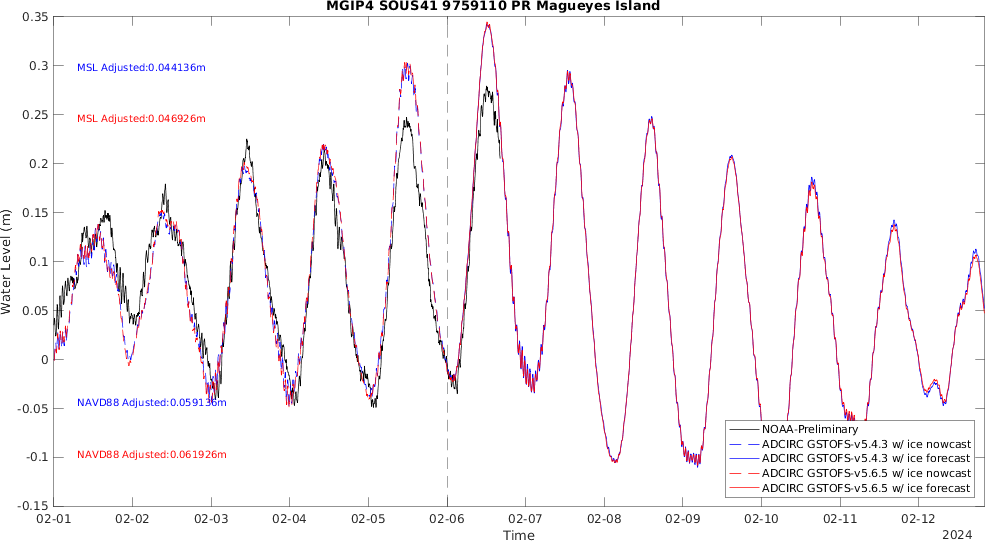 MGIP4 SOUS41 9759110 PR Magueyes Island
0.35
0.3
0.25
0.2
0.15
0.1
0.05
0
-0.05
-0.1
-0.15
Water Level (m)
MSL Adjusted:0.044136m
MSL Adjusted:0.046926m
NAVD88 Adjusted:0.059136m
NAVD88 Adjusted:0.061926m
NOAA-Preliminary
ADCIRC GSTOFS-v5.4.3 w/ ice nowcast
ADCIRC GSTOFS-v5.4.3 w/ ice forecast
ADCIRC GSTOFS-v5.6.5 w/ ice nowcast
ADCIRC GSTOFS-v5.6.5 w/ ice forecast
02-01 02-02 02-03 02-04 02-05 02-06 02-07 02-08 02-09 02-10 02-11 02-12
Time
2024